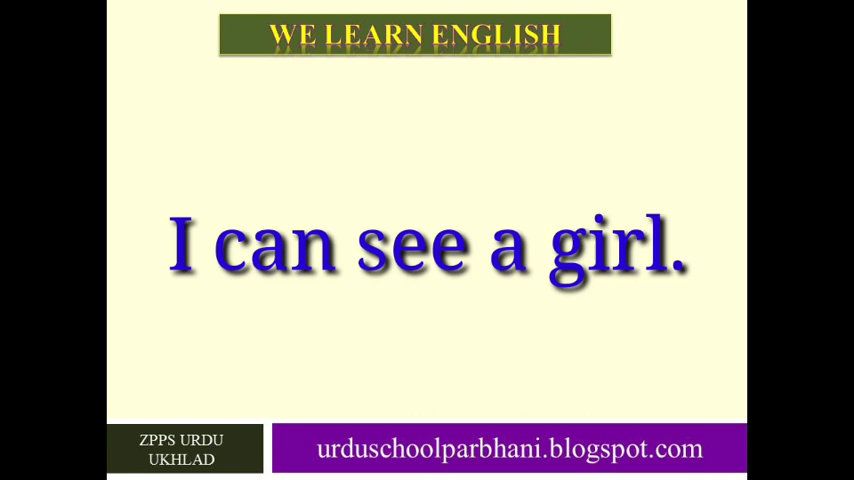 WE LEARN ENGLISH
I can see a girl.
ZPPS URDU
UKHLAD
urduschoolparbhani.blogspot.com